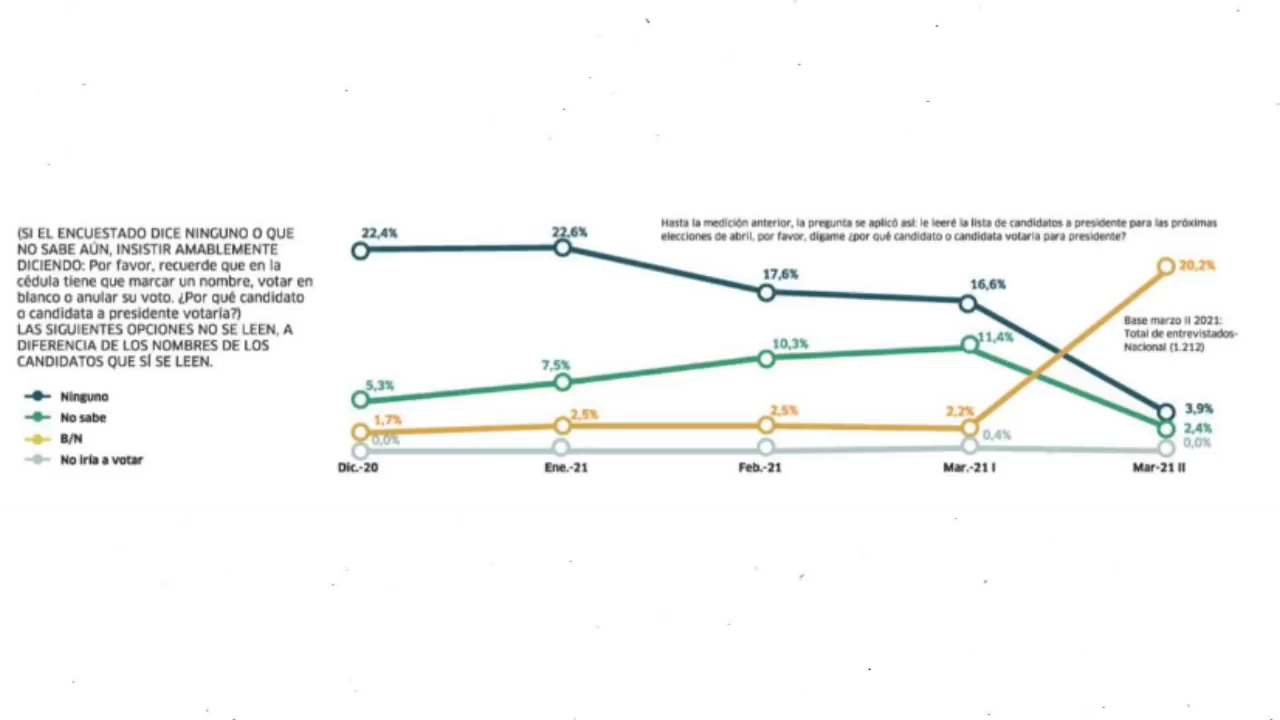 (SI EL ENCUESTADO DICE NINGUNO O QUE
NO SABE AÚN, INSISTIR AMABLEMENTE
DICIENDO: Por favor, recuerde que en la
cédula tiene que marcar un nombre, votar en
blanco o anular su voto. ¿Por qué candidato
o candidata a presidente votaría?)
LAS SIGUIENTES OPCIONES NO SE LEEN, A
DIFERENCIA DE LOS NOMBRES DE LOS
CANDIDATOS QUE SÍ SE LEEN.
Ninguno
No sabe
B/N
No iría a votar
Hasta la medición anterior, la pregunta se aplicó así: le leeré la lista de candidatos a presidente para las próximas
elecciones de abril, por favor, dígame ¿por qué candidato o candidata votaría para presidente?
22,4%
22,6%
17,6%
16,6%
3,9%
5,3%
7,5%
10,3%
11,4%
2,4%
1,7%
2,5%
2,5%
2,2%
20,2%
0,0%
0,4%
0,0%
Base marzo II 2021:
Total de entrevistados-
Nacional (1.212)
Dic.-20
Ene.-21
Feb.-21
Mar.-21 I
Mar-21 II